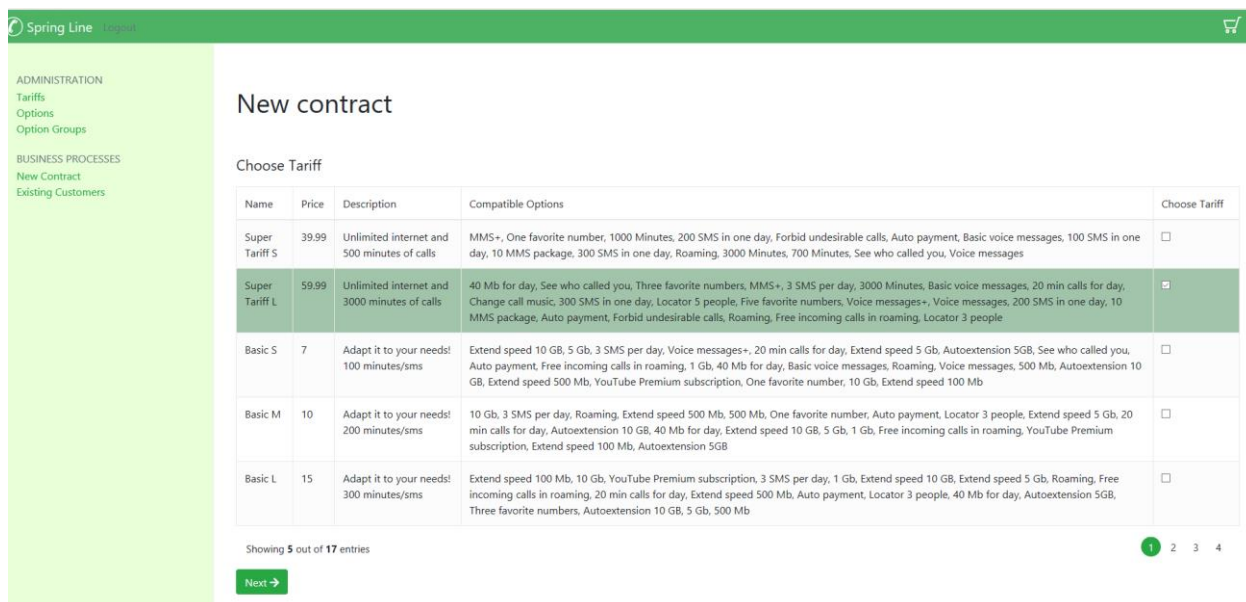 Spring Line Logout
ADMINISTRATION
Tariffs
Options
Option Groups
BUSINESS PROCESSES
New Contract
Existing Customers
New contract
Choose Tariff
Name Price Description Compatible Options Choose Tariff
Super Tariff S 39.99 Unlimited internet and 500 minutes of calls MMS+, One favorite number, 1000 Minutes, 200 SMS in one day, Forbid undesirable calls, Auto payment, Basic voice messages, 100 SMS in one day, 10 MMS package, 300 SMS in one day, Roaming, 3000 Minutes, 700 Minutes, See who called you, Voice messages
Super Tariff L 59.99 Unlimited internet and 3000 minutes of calls 40 Mb for day, See who called you, Three favorite numbers, MMS+, 3 SMS per day, 3000 Minutes, Basic voice messages, 20 min calls for day, Change call music, 300 SMS in one day, Locator 5 people, Five favorite numbers, Voice messages+, Voice messages, 200 SMS in one day, 10 MMS package, Auto payment, Forbid undesirable calls, Roaming, Free incoming calls in roaming, Locator 3 people
Basic S 7 Adapt it to your needs! 100 minutes/sms Extend speed 10 GB, 5 Gb, 3 SMS per day, Voice messages+, 20 min calls for day, Extend speed 5 Gb, Autoextension 5GB, See who called you, Auto payment, Free incoming calls in roaming, 1 Gb, 40 Mb for day, Basic voice messages, Roaming, Voice messages, 500 Mb, Autoextension 10 GB, Extend speed 500 Mb, YouTube Premium subscription, One favorite number, 10 Gb, Extend speed 100 Mb
Basic M 10 Adapt it to your needs! 200 minutes/sms 10 Gb, 3 SMS per day, Roaming, Extend speed 500 Mb, 500 Mb, One favorite number, Auto payment, Locator 3 people, Extend speed 5 Gb, 20 min calls for day, Autoextension 10 GB, 40 Mb for day, Extend speed 10 GB, 5 Gb, 1 Gb, Free incoming calls in roaming, YouTube Premium subscription, Extend speed 100 Mb, Autoextension 5GB
Basic L 15 Adapt it to your needs! 300 minutes/sms Extend speed 100 Mb, 10 Gb, YouTube Premium subscription, 3 SMS per day, 1 Gb, Extend speed 10 GB, Extend speed 5 Gb, Roaming, Free incoming calls in roaming, 20 min calls for day, Extend speed 500 Mb, Auto payment, Locator 3 people, 40 Mb for day, Autoextension 5GB, Three favorite numbers, Autoextension 10 GB, 5 Gb, 500 Mb
Showing 5 out of 17 entries
1 2 3 4
Next